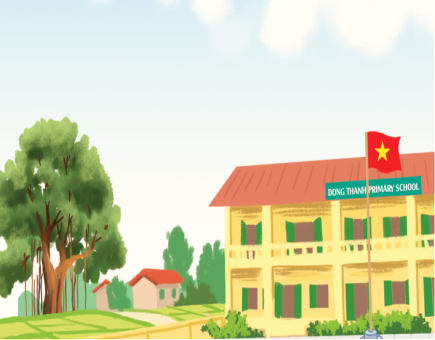 DONG THANH PRIMARY SCHOOL